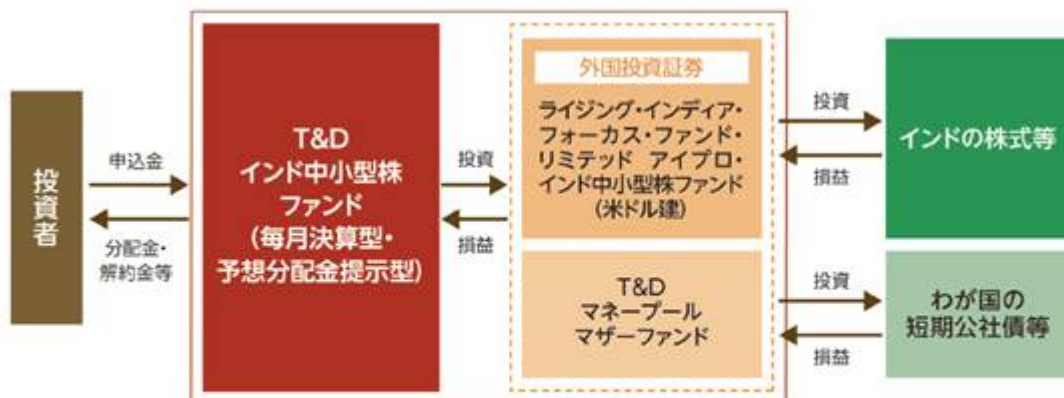 投資者
申込金
分配金・
解約金等
T&D
インド中小型株
ファンド
(毎月決算型・
予想分配金提示型)
投資
損益
外国投資証券
ライジング・インディア・
フォーカス・ファンド・
リミテッド アイプロ・
インド中小型株ファンド
(米ドル建)
T&D
マネープール
マザーファンド
投資
損益
インドの株式等
投資
損益
わが国の
短期公社債等